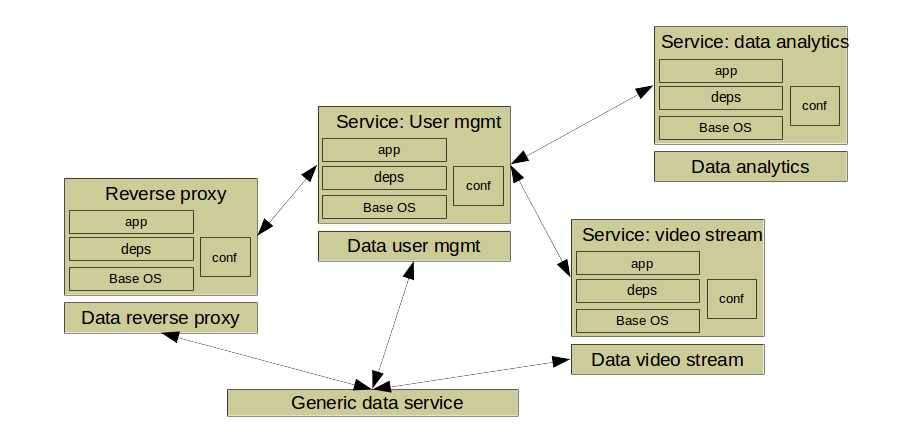 Service: data analytics
app
deps
conf
Base OS
Data analytics
Service: User mgmt
app
deps
conf
Base OS
Data user mgmt
Reverse proxy
app
deps
conf
Base OS
Data reverse proxy
Service: video stream
app
deps
conf
Base OS
Data video stream
Generic data service